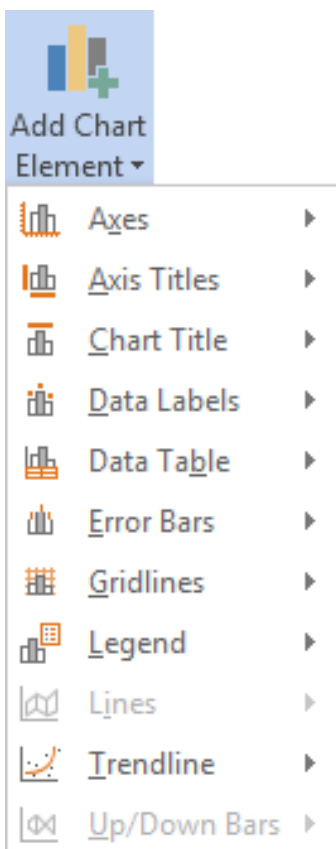 Add Chart
Element
Axes
Axis Titles
Chart Title
Data Labels
Data Table
Error Bars
Gridlines
Legend
Lines
Trendline
Up/Down Bars